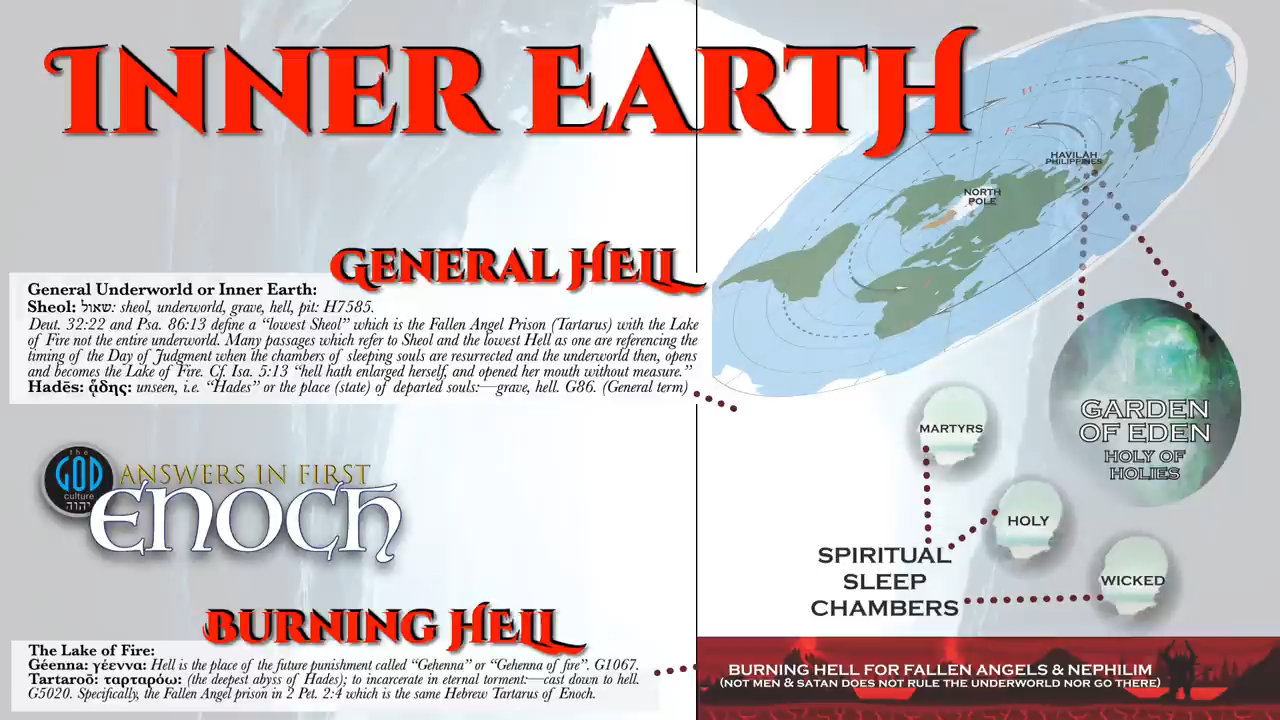 INNER EARTH
GENERAL HELL
General Underworld or Inner Earth:
Sheol: שאול: sheol, underworld, grave, hell, pit: H7585.
Deut. 32:22 and Psa. 86:13 define a “lowest Sheol” which is the Fallen Angel Prison (Tartarus) with the Lake
of Fire not the entire underworld. Many passages which refer to Sheol and the lowest Hell as one are referencing the
timing of the Day of Judgment when the chambers of sleeping souls are resurrected and the underworld then, opens
and becomes the Lake of Fire. Cf. Isa. 5:13 “hell hath enlarged herself, and opened her mouth without measure.”
Hadēs: ᾅδης: unseen, i.e. “Hades” or the place (state) of departed souls:—grave, hell. G86. (General term)
the
GOD
culture
יהוה
ANSWERS IN FIRST
ENOCH
BURNING HELL
The Lake of Fire:
Géenna: γέεννα: Hell is the place of the future punishment called “Gehenna” or “Gehenna of fire”. G1067.
Tartaroō: ταρταρόω: (the deepest abyss of Hades); to incarcerate in eternal torment:—cast down to hell.
G5020. Specifically, the Fallen Angel prison in 2 Pet. 2:4 which is the same Hebrew Tartarus of Enoch.
HAVILAH
PHILIPPINES
NORTH
POLE
GARDEN
OF EDEN
HOLY OF
HOLIES
MARTYRS
HOLY
WICKED
SPIRITUAL
SLEEP
CHAMBERS
BURNING HELL FOR FALLEN ANGELS & NEPHILIM
(NOT MEN & SATAN DOES NOT RULE THE UNDERWORLD NOR GO THERE)